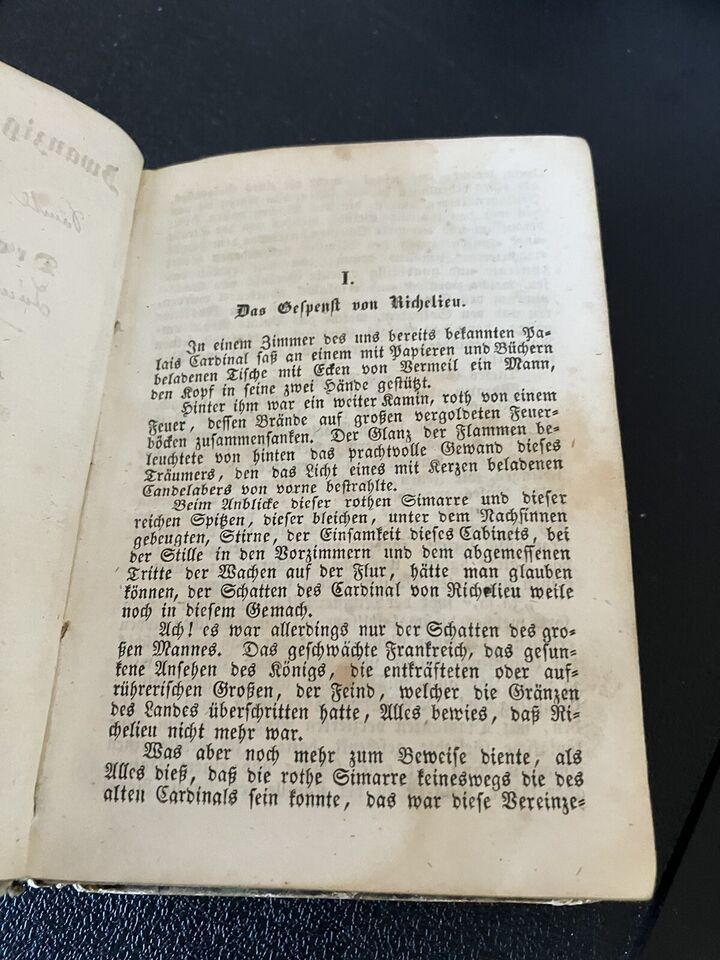 I.
Das Gespenst von Richelieu.
In einem Zimmer des uns bereits bekannten Pa-
lais Cardinal saß an einem mit Papieren und Büchern
beladenen Tische mit Ecken von Vermeil ein Mann,
den Kopf in seine zwei Hände gestützt.
Hinter ihm war ein weiter Kamin, roth von einem
Feuer, dessen Brände auf großen vergoldeten Feuer-
böcken zusammensanken. Der Glanz der Flammen be-
leuchtete von hinten das prachtvolle Gewand dieses
Träumers, den das Licht eines mit Kerzen beladenen
Candelabers von vorne bestrahlte.
Beim Anblicke dieser rothen Simarre und dieser
reichen Spitzen, dieser bleichen, unter dem Nachsinnen
gebeugten, Stirne, der Einsamkeit dieses Cabinets, bei
der Stille in den Vorzimmern und dem abgemessenen
Tritte der Wachen auf der Flur, hätte man glauben
können, der Schatten des Cardinal von Richelieu weile
noch in diesem Gemach.
Ach! es war allerdings nur der Schatten des gro-
ßen Mannes. Das geschwächte Frankreich, das gesun-
kene Ansehen des Königs, die entkräfteten oder auf-
rührerischen Großen, der Feind, welcher die Gränzen
des Landes überschritten hatte, Alles bewies, daß Ri-
chelieu nicht mehr war.
Was aber noch mehr zum Beweise diente, als
Alles dieß, daß die rothe Simarre keineswegs die des
alten Cardinals sein konnte, das war diese Vereinze-